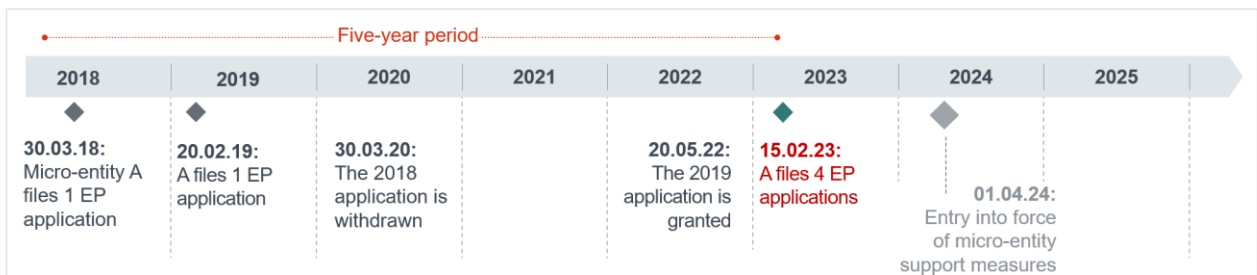 Five-year period
2018
2019
2020
2021
2022
2023
2024
2025
30.03.18:
Micro-entity A
files 1 EP
application
20.02.19:
A files 1 EP
application
30.03.20:
The 2018
application is
withdrawn
20.05.22:
The 2019
application is
granted
15.02.23:
A files 4 EP
applications
01.04.24:
Entry into force
of micro-entity
support measures